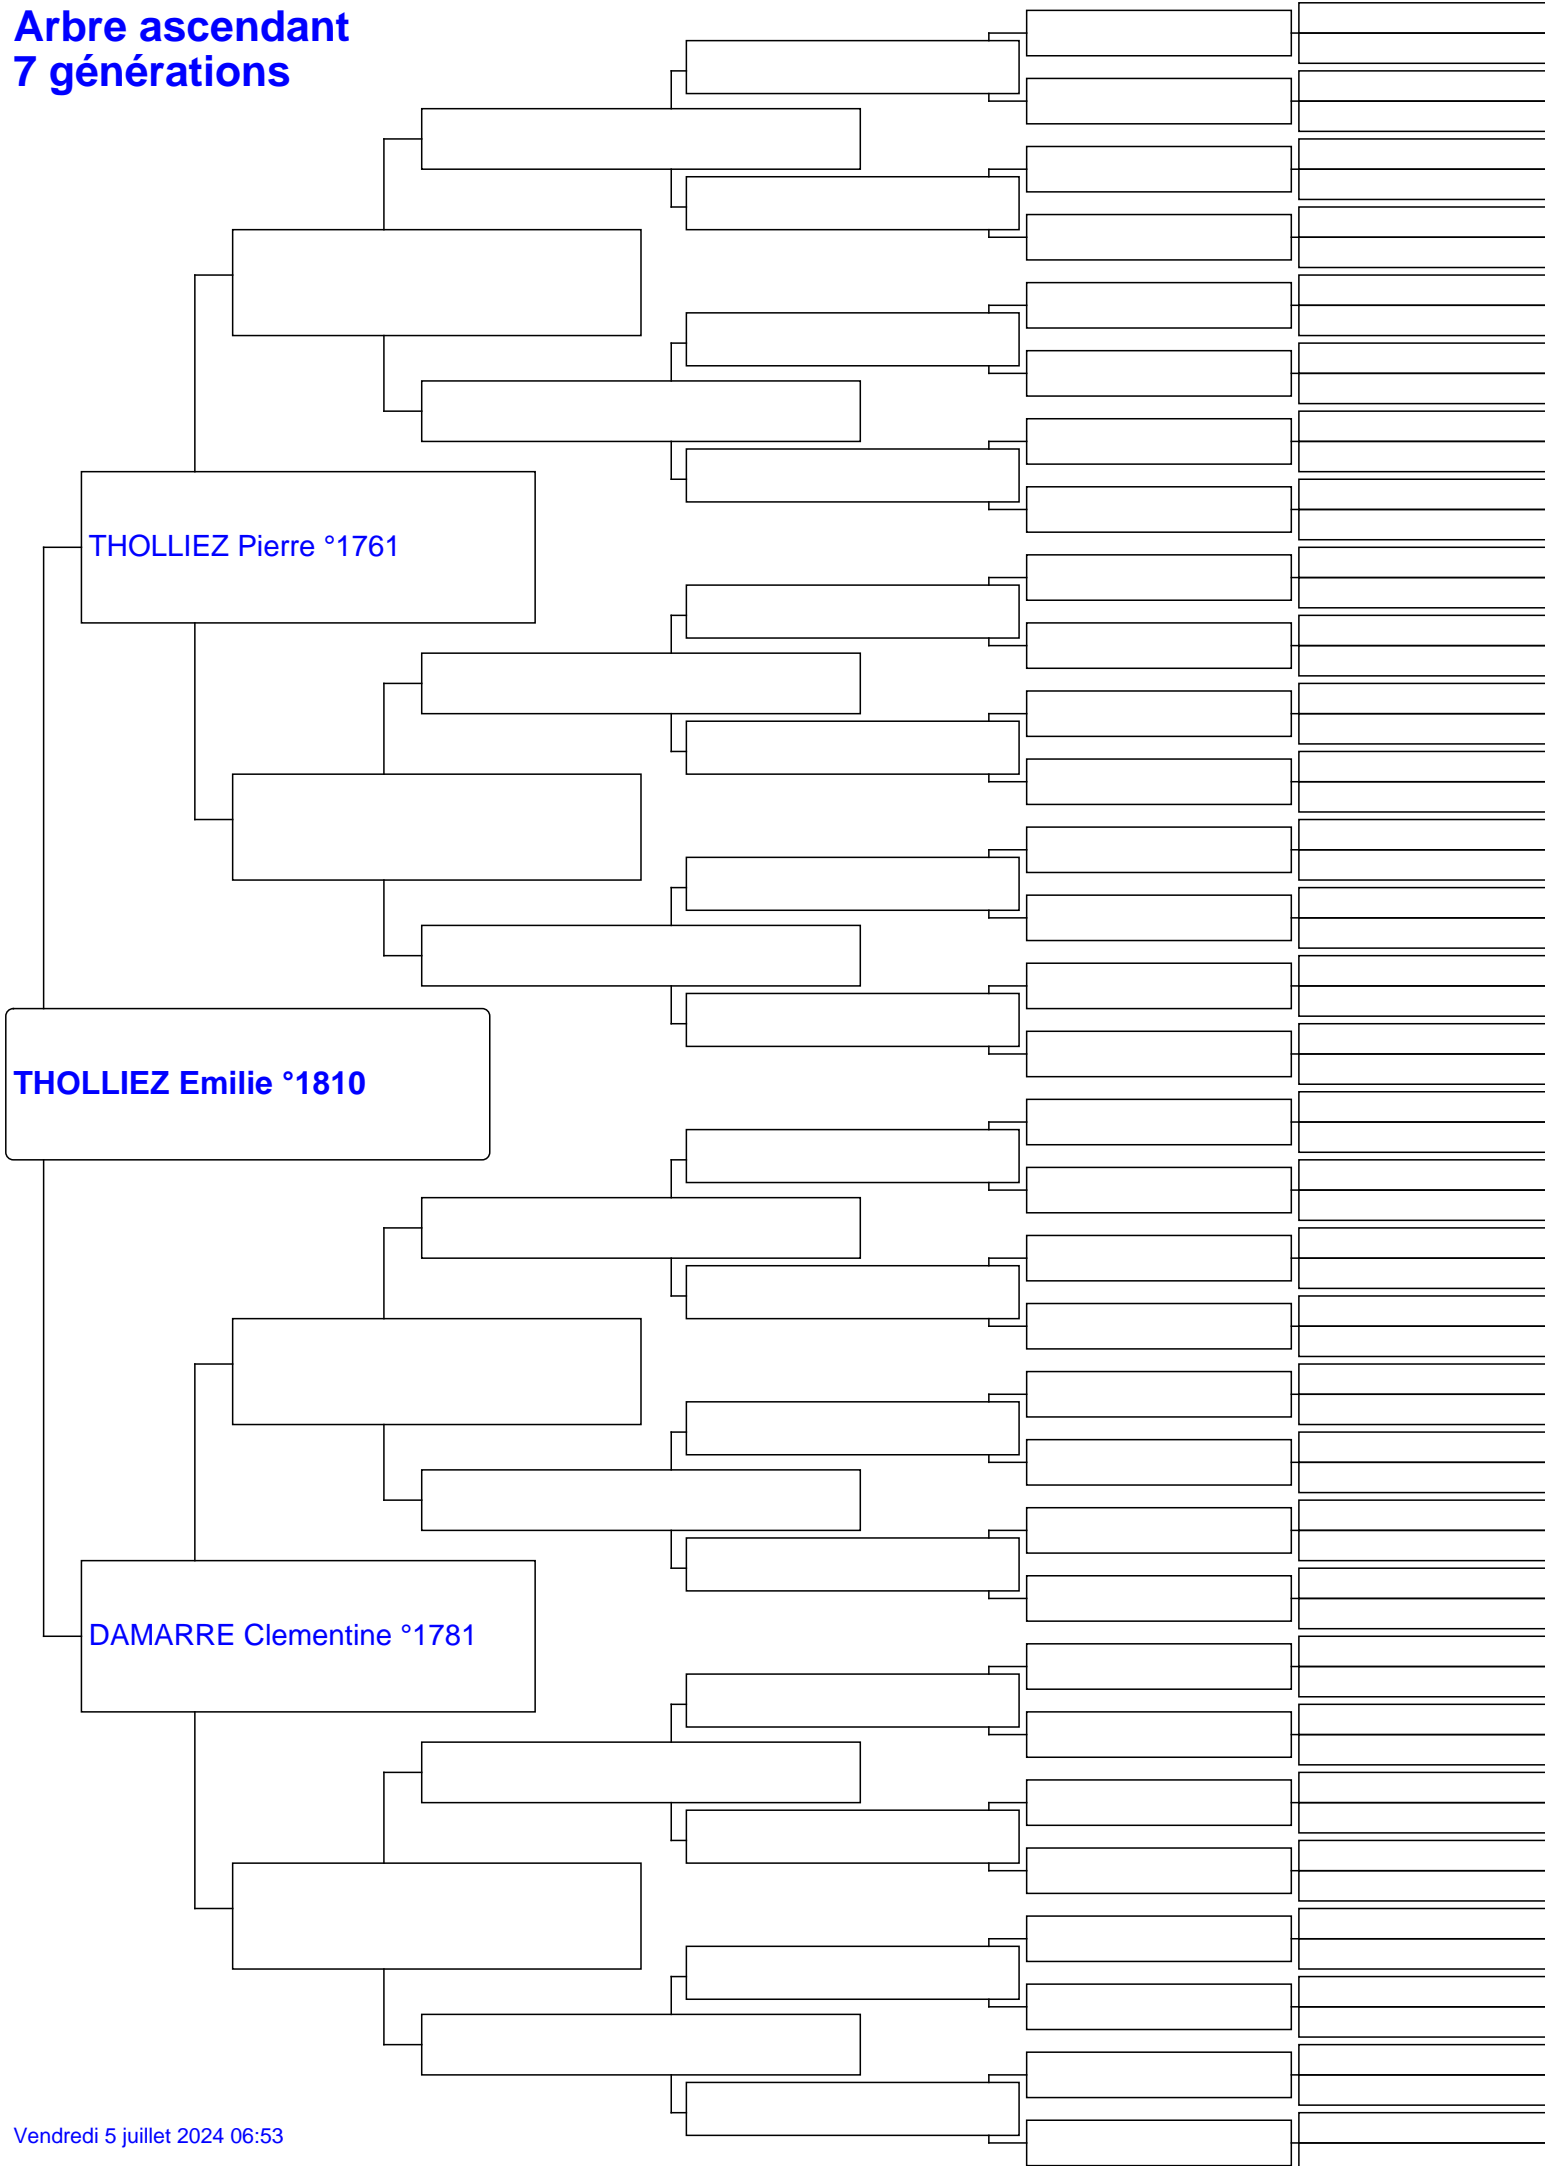 Arbre ascendant
7 générations
THOLLIEZ Pierre °1761
THOLLIEZ Emilie °1810
DAMARRE Clementine °1781
Vendredi 5 juillet 2024 06:53